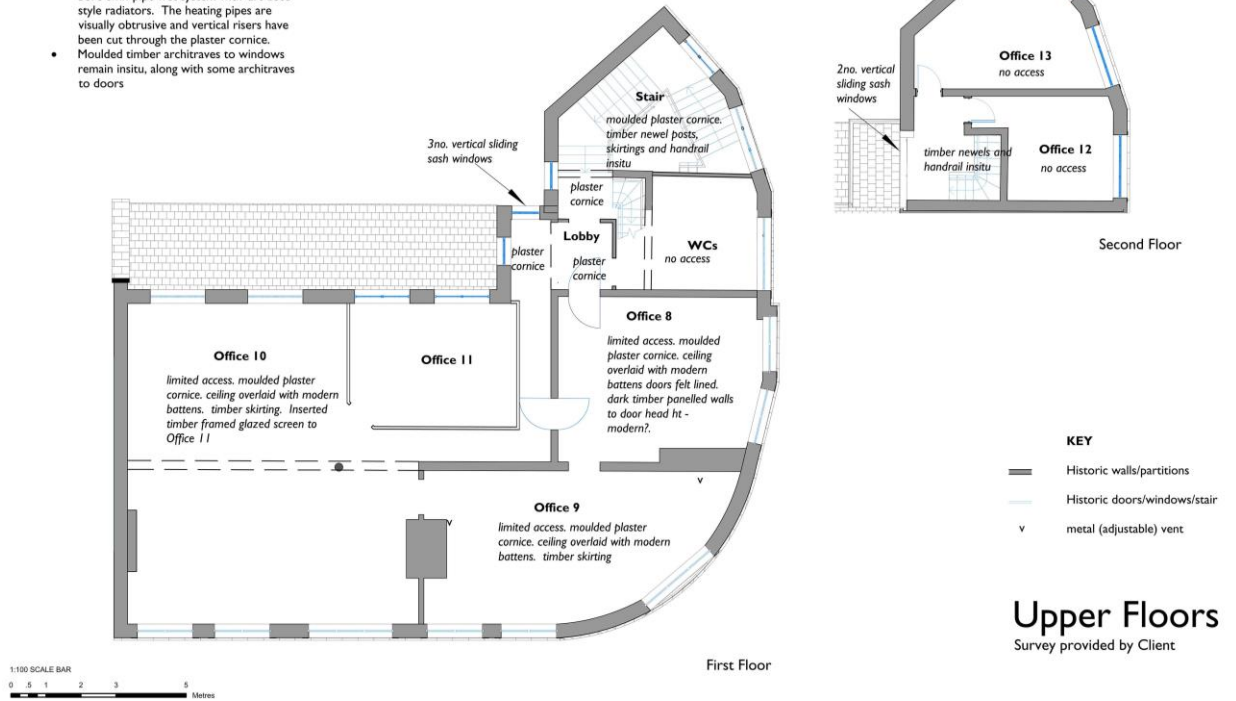 style radiators. The heating pipes are
visually obtrusive and vertical risers have
been cut through the plaster cornice.
• Moulded timber architraves to windows
remain insitu, along with some architraves
to doors
3no. vertical sliding
sash windows
Stair
moulded plaster cornice.
timber newel posts,
skirtings and handrail
insitu
plaster
cornice
Lobby
plaster
cornice
plaster
cornice
WCs
no access
Office 8
limited access. moulded
plaster cornice. ceiling
overlaid with modern
battens doors felt lined.
dark timber panelled walls
to door head ht -
modern?.
Office 10
limited access. moulded plaster
cornice. ceiling overlaid with modern
battens. timber skirting. Inserted
timber framed glazed screen to
Office 11
Office 11
Office 9
limited access. moulded plaster
cornice. ceiling overlaid with modern
battens. timber skirting
First Floor
Office 13
no access
2no. vertical
sliding sash
windows
timber newels and
handrail insitu
Office 12
no access
Second Floor
KEY
Historic walls/partitions
Historic doors/windows/stair
v metal (adjustable) vent
Upper Floors
Survey provided by Client
1:100 SCALE BAR
0 .5 1 2 3 5
Metres